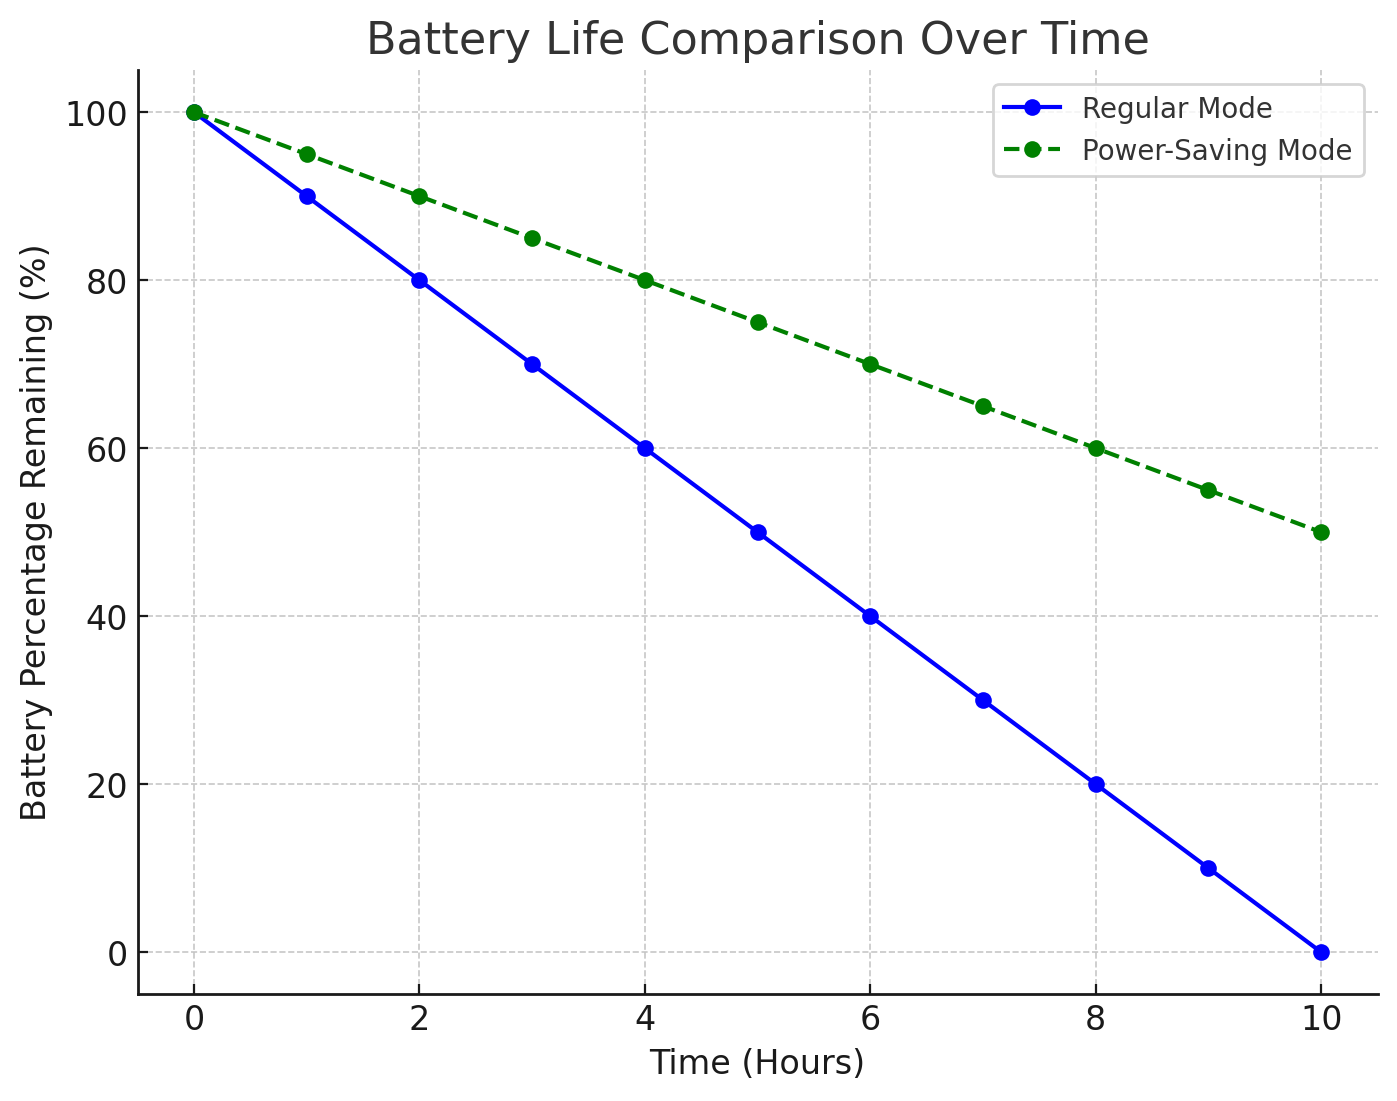 Battery Life Comparison Over Time
Regular Mode
Power-Saving Mode
Battery Percentage Remaining (%)
100
80
60
40
20
0
0 2 4 6 8 10
Time (Hours)